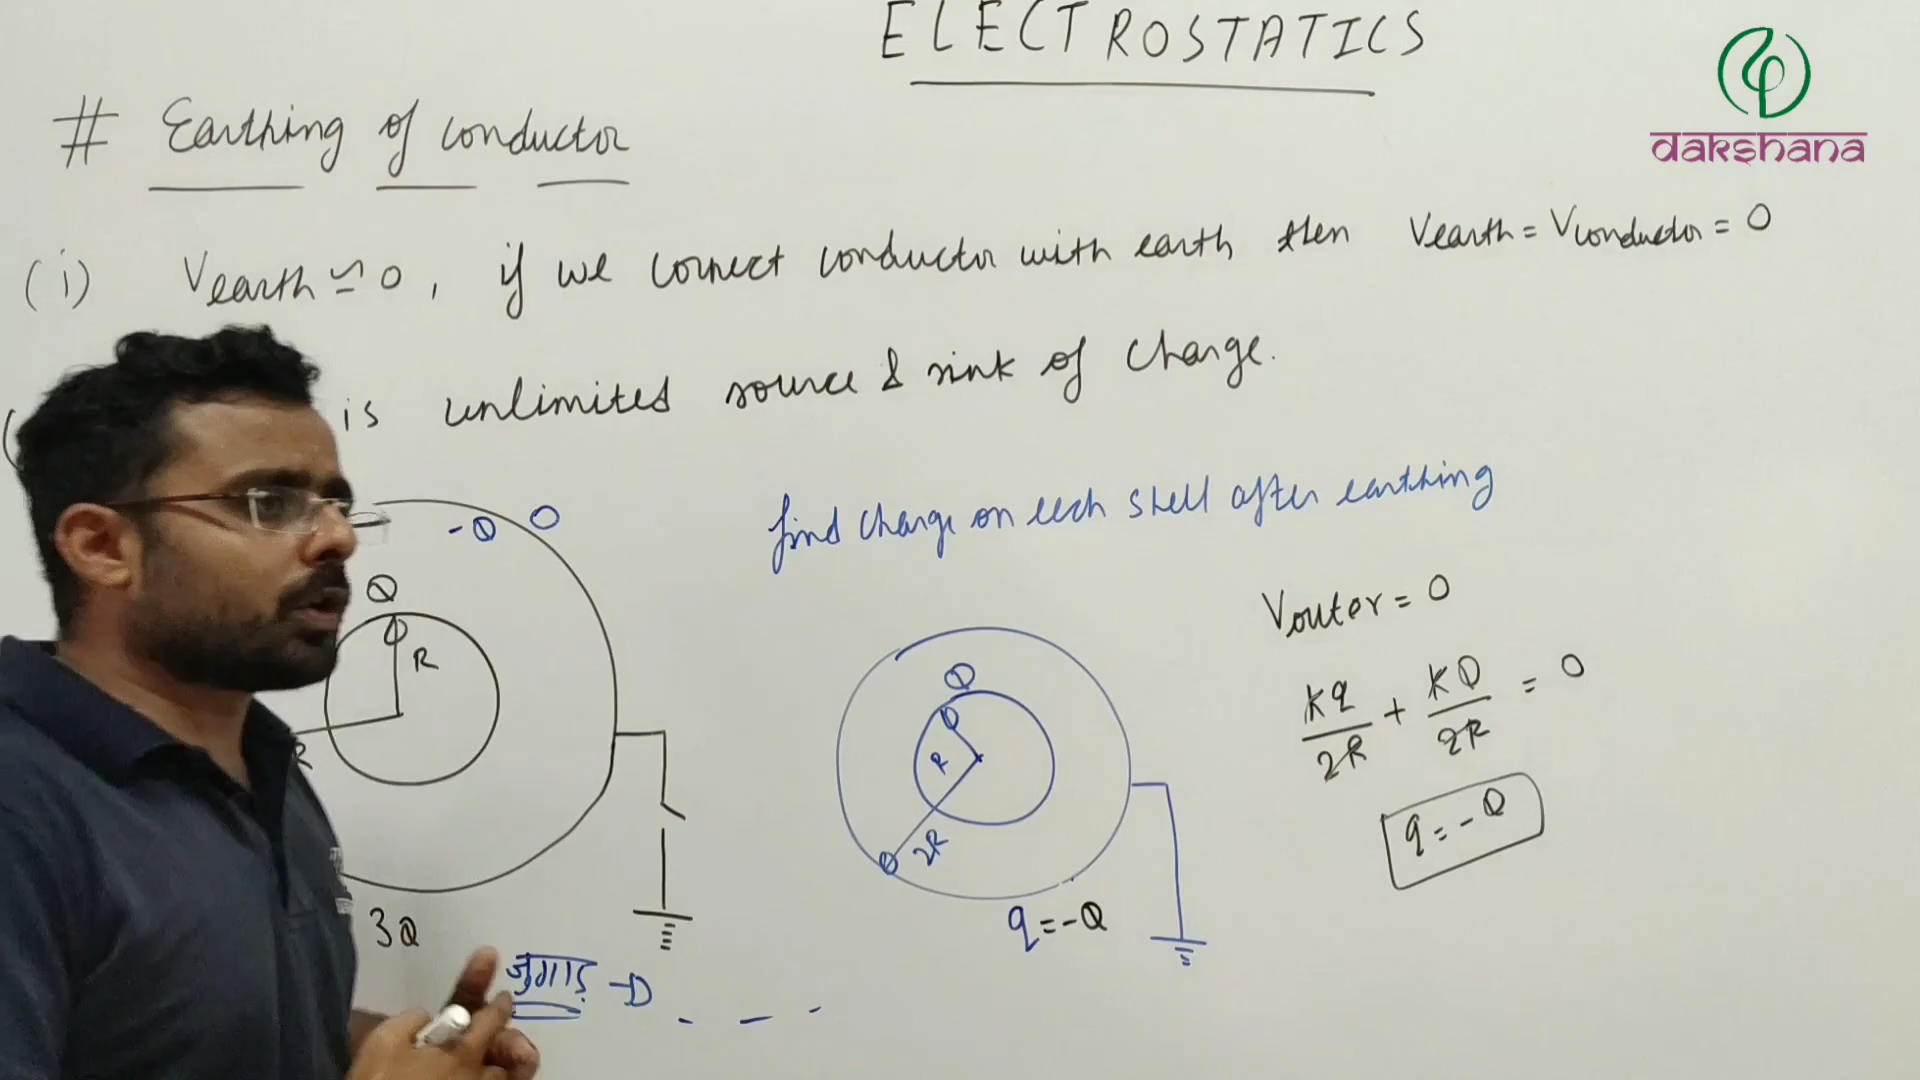 ELECTROSTATICS
dakshana
# Earthing of conductor
(i) Vearth ≃ 0, if we connect conductor with earth then Vearth = Vconductor = 0
is unlimited source & sink of charge.
find charge on each shell after earthing
-Q 0
Q
R
R
3Q
जुगाड़
Q
R
2R
q = -Q
Vouter = 0
kq/2R + kQ/2R = 0
q = -Q